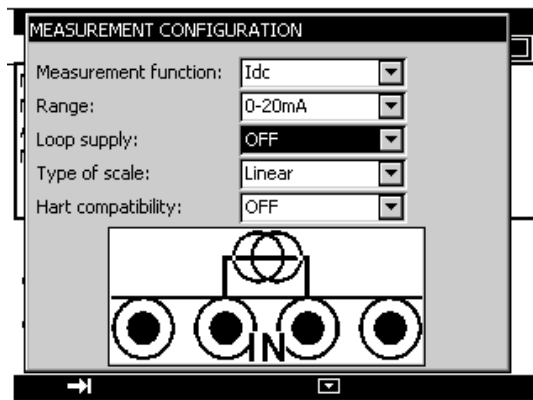 MEASUREMENT CONFIGURATION
Measurement function: Idc
Range: 0-20mA
Loop supply: OFF
Type of scale: Linear
Hart compatibility: OFF
IN